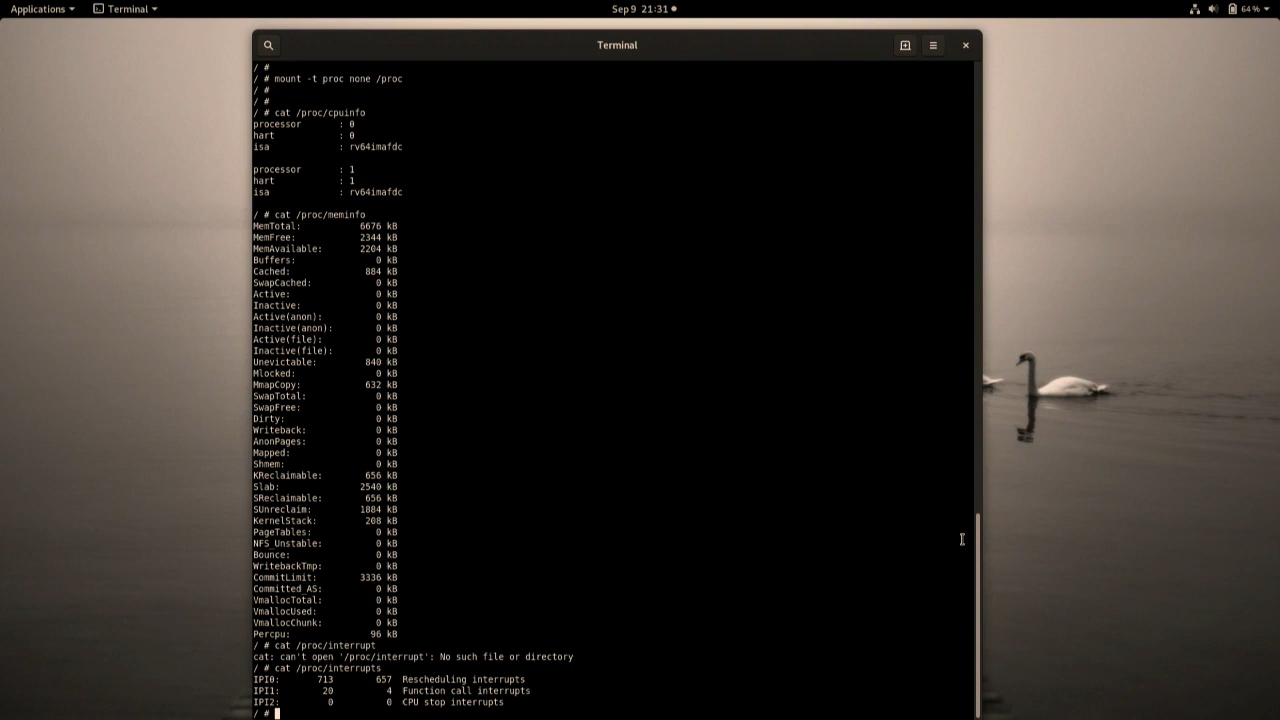 Applications Terminal Sep 9 21:31 64 %
Terminal
/ #
/ # mount -t proc none /proc
/ #
/ #
/ # cat /proc/cpuinfo
processor : 0
hart : 0
isa : rv64imafdc
processor : 1
hart : 1
isa : rv64imafdc
/ # cat /proc/meminfo
MemTotal: 6676 kB
MemFree: 2344 kB
MemAvailable: 2204 kB
Buffers: 0 kB
Cached: 884 kB
SwapCached: 0 kB
Active: 0 kB
Inactive: 0 kB
Active(anon): 0 kB
Inactive(anon): 0 kB
Active(file): 0 kB
Inactive(file): 0 kB
Unevictable: 840 kB
Mlocked: 0 kB
MmapCopy: 632 kB
SwapTotal: 0 kB
SwapFree: 0 kB
Dirty: 0 kB
Writeback: 0 kB
AnonPages: 0 kB
Mapped: 0 kB
Shmem: 0 kB
KReclaimable: 656 kB
Slab: 2540 kB
SReclaimable: 656 kB
SUnreclaim: 1884 kB
KernelStack: 208 kB
PageTables: 0 kB
NFS_Unstable: 0 kB
Bounce: 0 kB
WritebackTmp: 0 kB
CommitLimit: 3336 kB
Committed_AS: 0 kB
VmallocTotal: 0 kB
VmallocUsed: 0 kB
VmallocChunk: 0 kB
Percpu: 96 kB
/ # cat /proc/interrupt
cat: can't open '/proc/interrupt': No such file or directory
/ # cat /proc/interrupts
IPI0: 713 657 Rescheduling interrupts
IPI1: 20 4 Function call interrupts
IPI2: 0 0 CPU stop interrupts
/ #